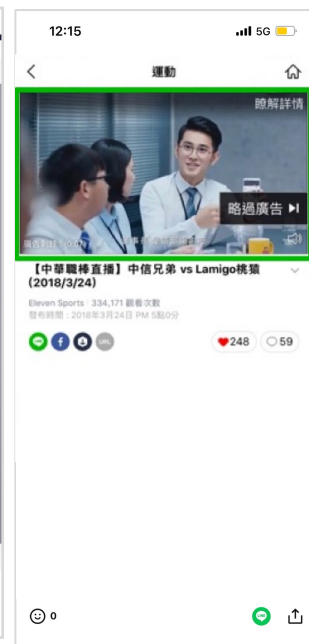 12:15
5G
運動
瞭解詳情
略過廣告
【中華職棒直播】中信兄弟 vs Lamigo桃猿
(2018/3/24)
Eleven Sports 334,171 觀看次數
發布時間：2018年3月24日 PM 5點0分
URL
248
59
0